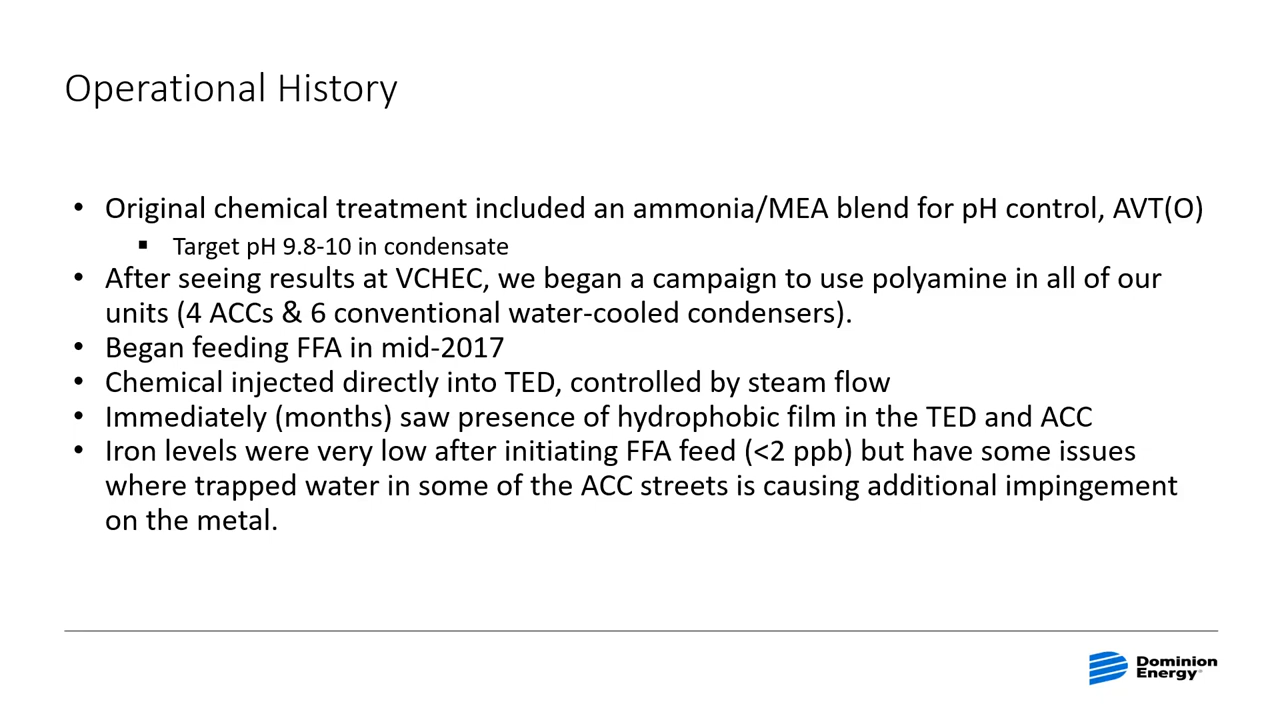 Operational History
• Original chemical treatment included an ammonia/MEA blend for pH control, AVT(O)
▪ Target pH 9.8-10 in condensate
• After seeing results at VCHEC, we began a campaign to use polyamine in all of our
units (4 ACCs & 6 conventional water-cooled condensers).
• Began feeding FFA in mid-2017
• Chemical injected directly into TED, controlled by steam flow
• Immediately (months) saw presence of hydrophobic film in the TED and ACC
• Iron levels were very low after initiating FFA feed (<2 ppb) but have some issues
where trapped water in some of the ACC streets is causing additional impingement
on the metal.
Dominion
Energy